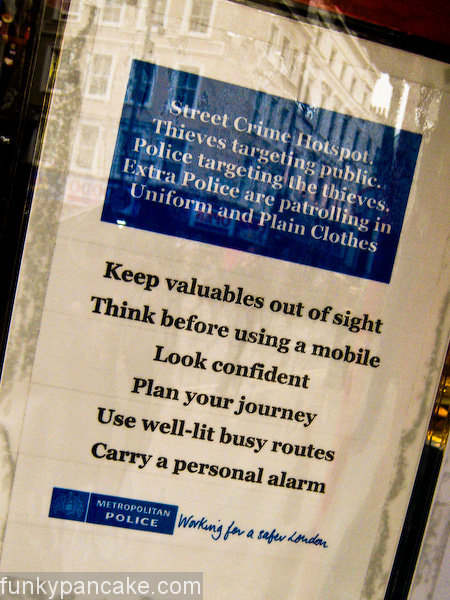 Street Crime Hotspot.
Thieves targeting public.
Police targeting the thieves.
Extra Police are patrolling in
Uniform and Plain Clothes
Keep valuables out of sight
Think before using a mobile
Look confident
Plan your journey
Use well-lit busy routes
Carry a personal alarm
METROPOLITAN
POLICE
Working for a safer London
funkypancake.com